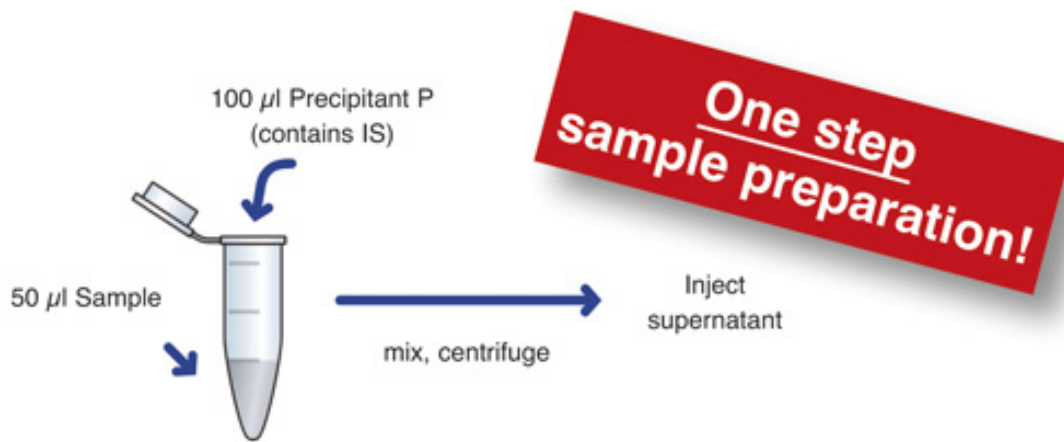 100 µl Precipitant P
(contains IS)
One step
sample preparation!
50 µl Sample
mix, centrifuge
Inject
supernatant